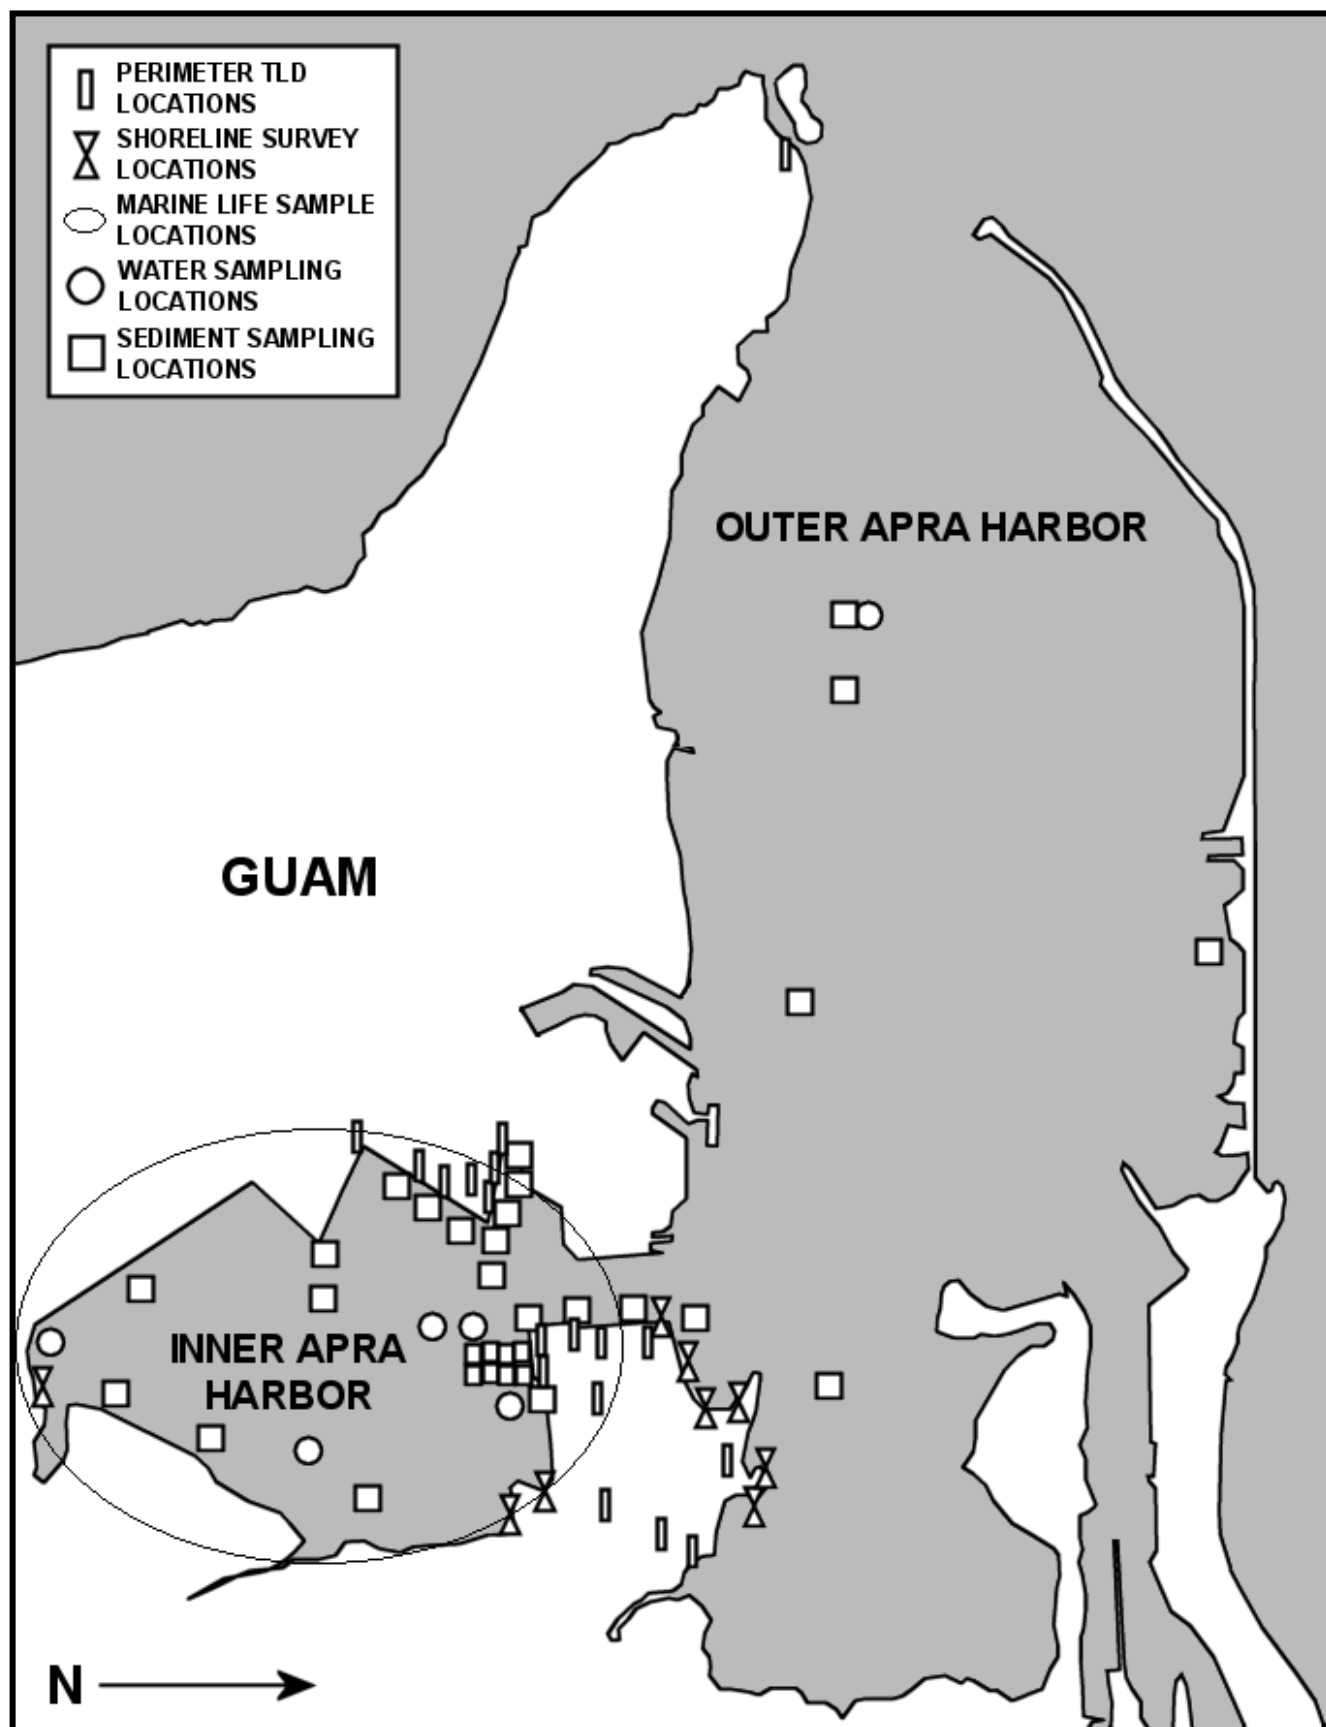 PERIMETER TLD
LOCATIONS
SHORELINE SURVEY
LOCATIONS
MARINE LIFE SAMPLE
LOCATIONS
WATER SAMPLING
LOCATIONS
SEDIMENT SAMPLING
LOCATIONS
OUTER APRA HARBOR
GUAM
INNER APRA
HARBOR
N